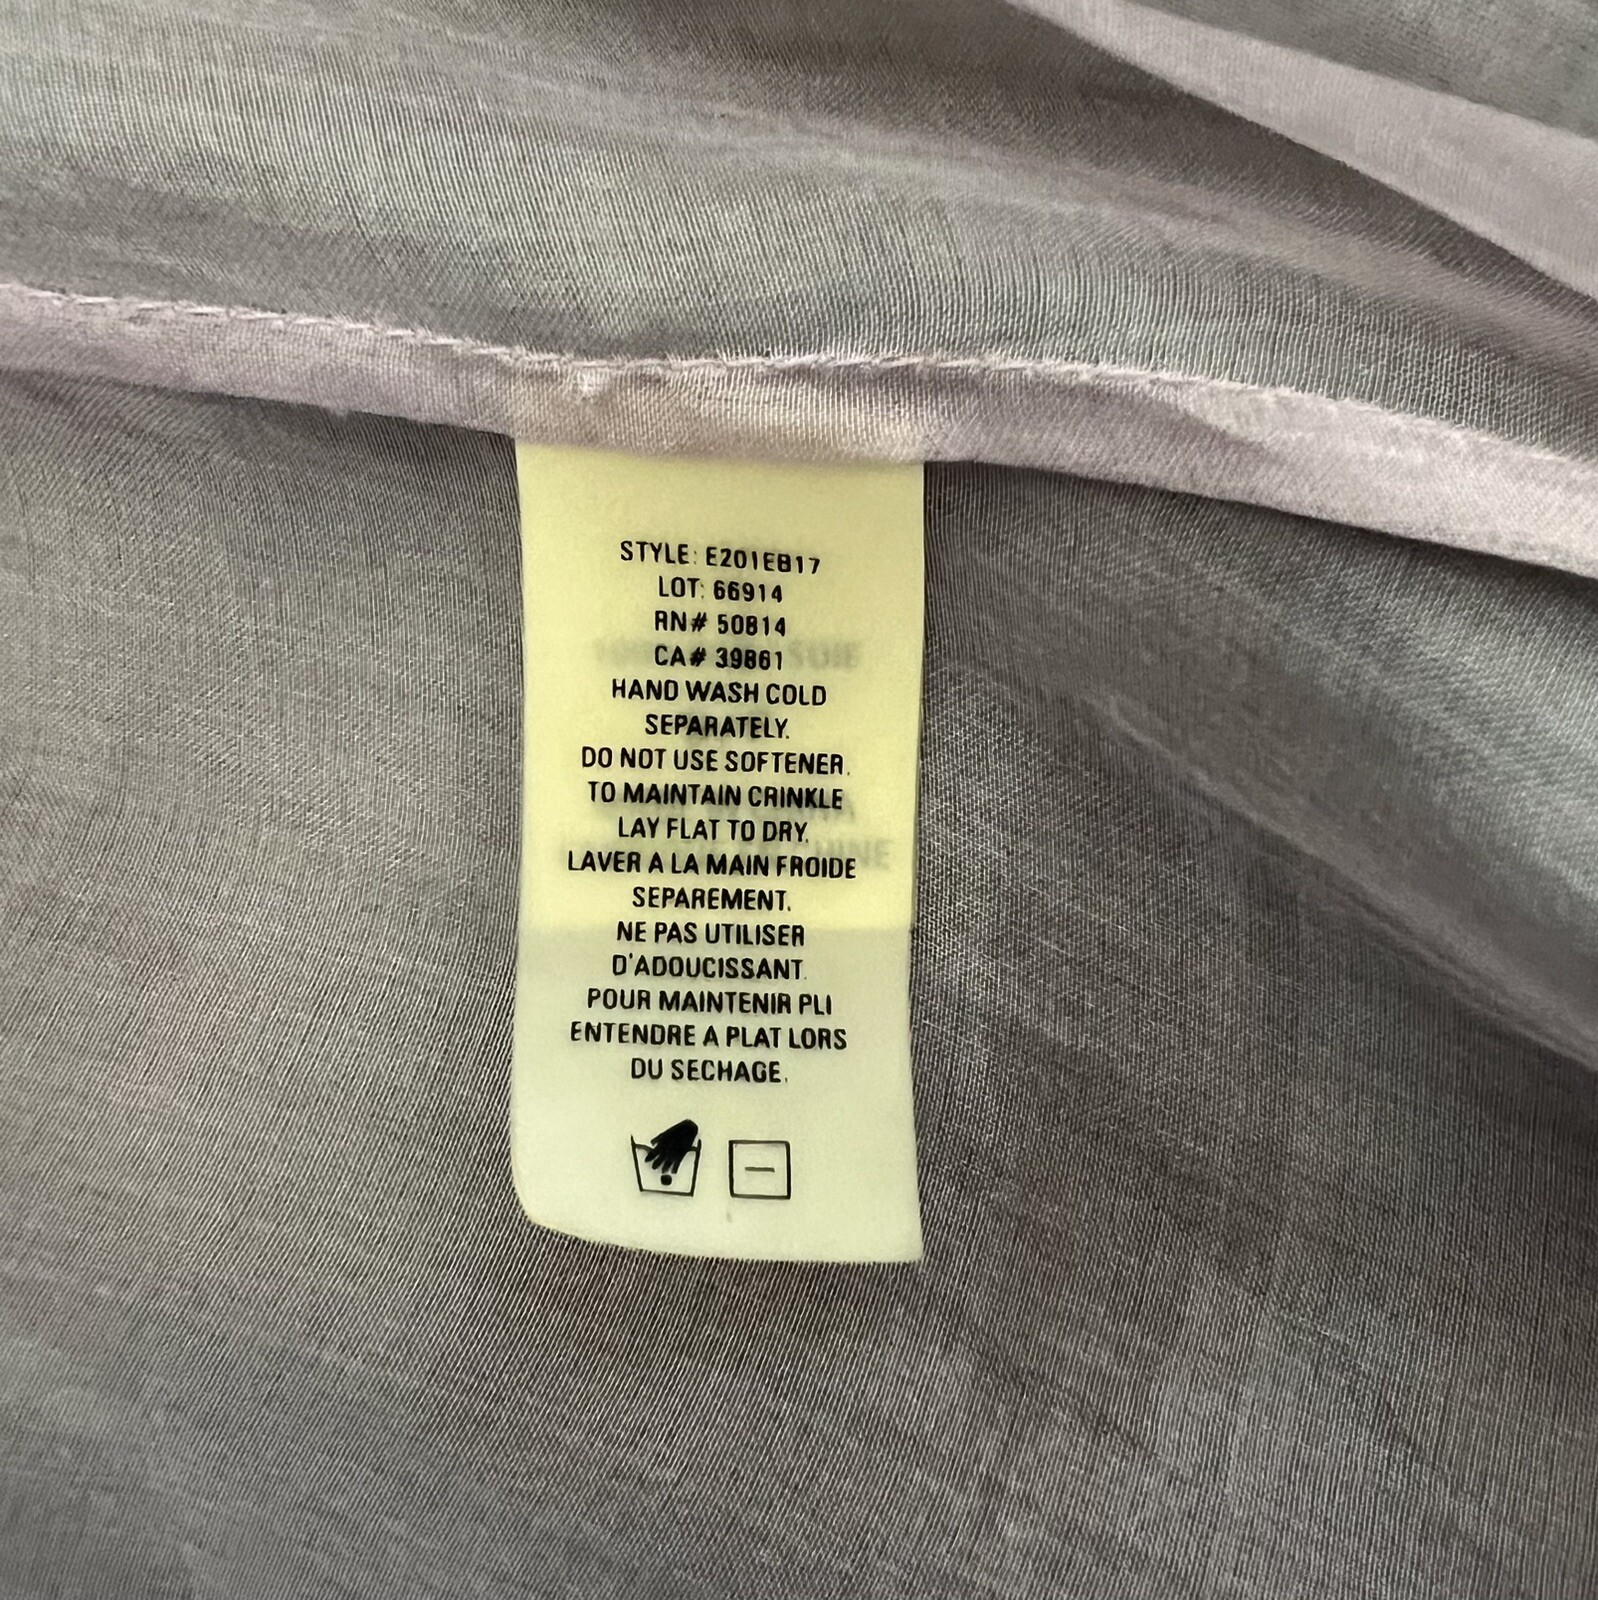 STYLE: E201EB17
LOT: 66914
RN# 50814
CA# 39861
HAND WASH COLD
SEPARATELY.
DO NOT USE SOFTENER.
TO MAINTAIN CRINKLE
LAY FLAT TO DRY.
LAVER A LA MAIN FROIDE
SEPAREMENT.
NE PAS UTILISER
D'ADOUCISSANT.
POUR MAINTENIR PLI
ENTENDRE A PLAT LORS
DU SECHAGE.